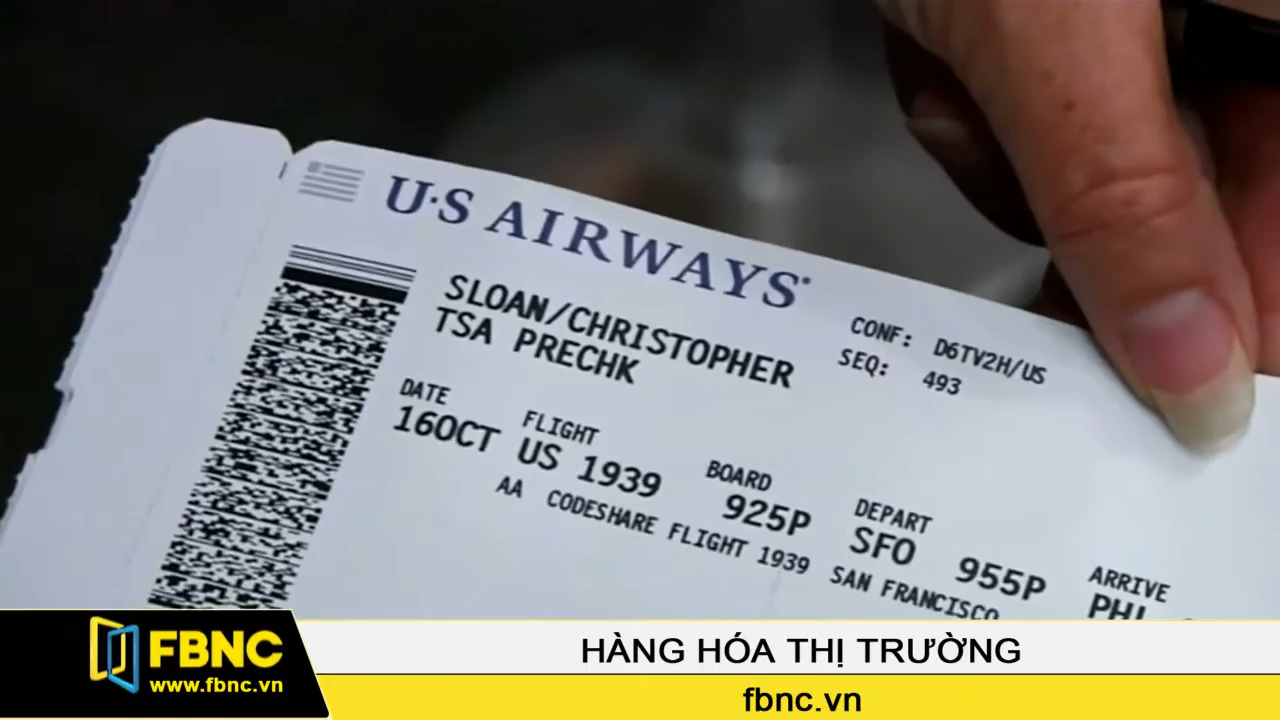 U·S AIRWAYS
SLOAN/CHRISTOPHER
TSA PRECHK
CONF: D6TV2H/US
SEQ: 493
DATE FLIGHT BOARD DEPART ARRIVE
16OCT US 1939 925P SFO 955P PHL
AA CODESHARE FLIGHT 1939 SAN FRANCISCO
FBNC
www.fbnc.vn
HÀNG HÓA THỊ TRƯỜNG
fbnc.vn